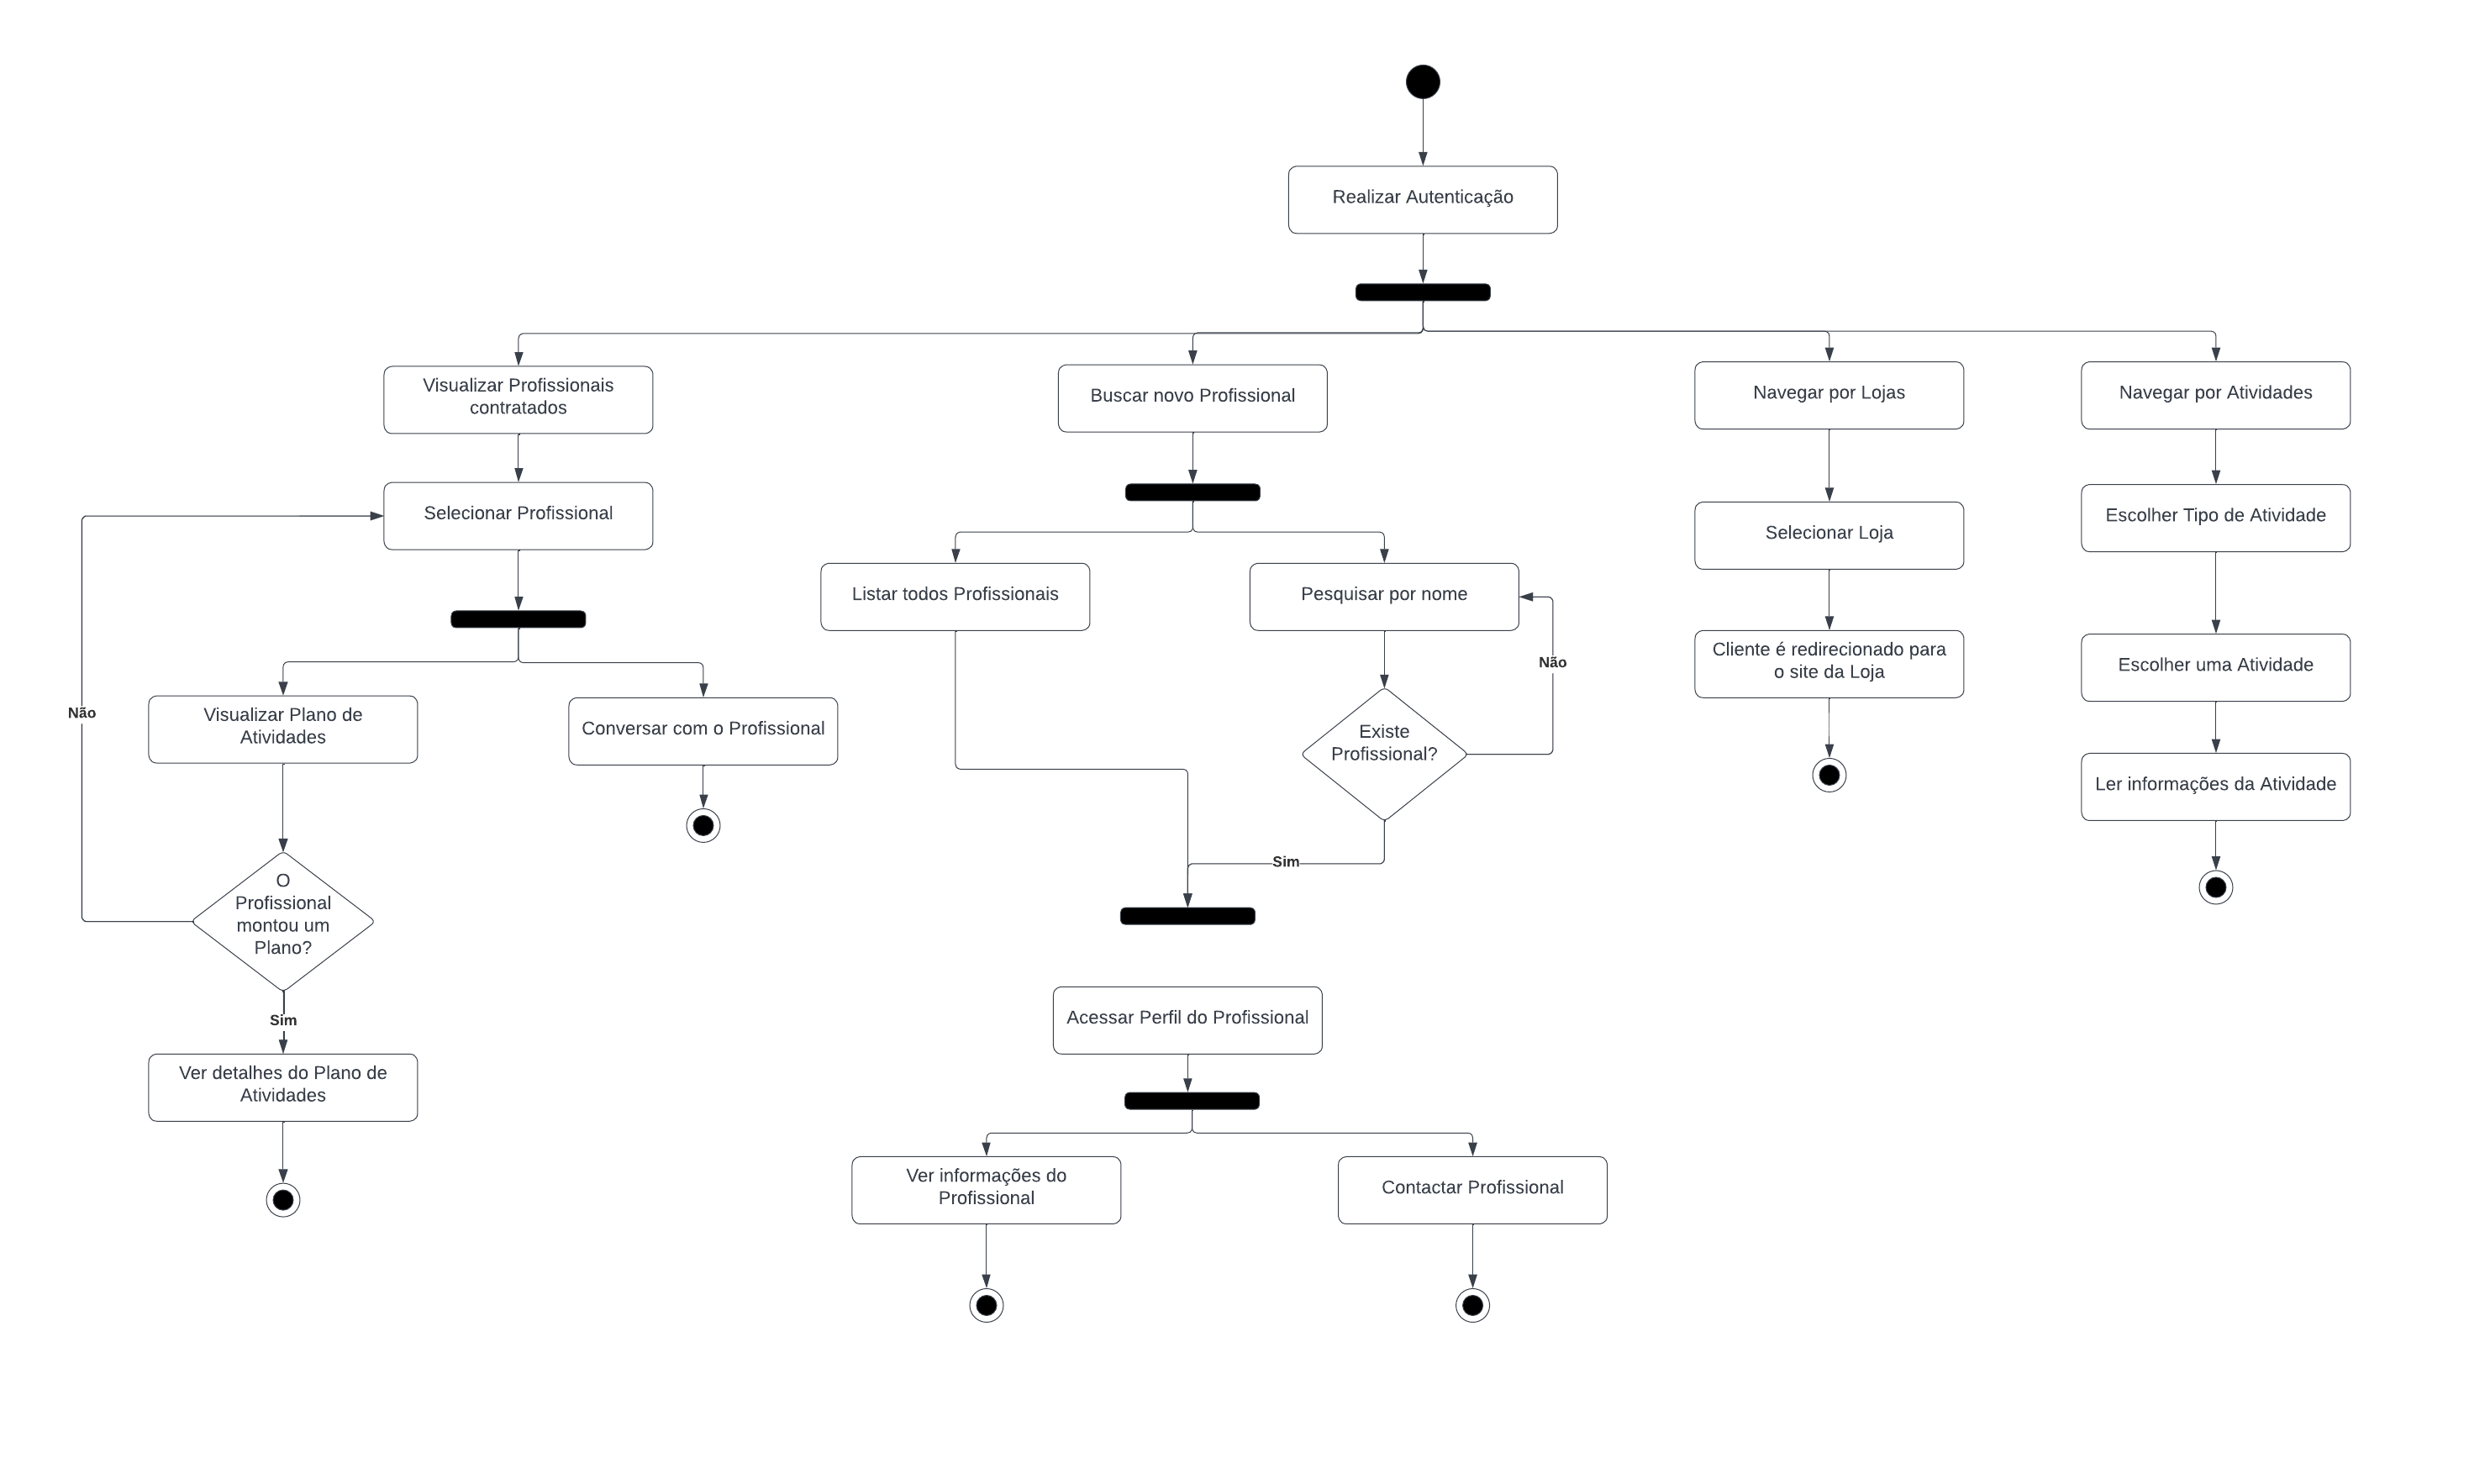 Realizar Autenticação
Visualizar Profissionais
contratados
Buscar novo Profissional
Navegar por Lojas
Navegar por Atividades
Selecionar Profissional
Escolher Tipo de Atividade
Selecionar Loja
Listar todos Profissionais
Pesquisar por nome
Cliente é redirecionado para
o site da Loja
Não
Escolher uma Atividade
Não
Visualizar Plano de
Atividades
Conversar com o Profissional
Existe
Profissional?
Ler informações da Atividade
Sim
O
Profissional
montou um
Plano?
Sim
Acessar Perfil do Profissional
Ver detalhes do Plano de
Atividades
Ver informações do
Profissional
Contactar Profissional